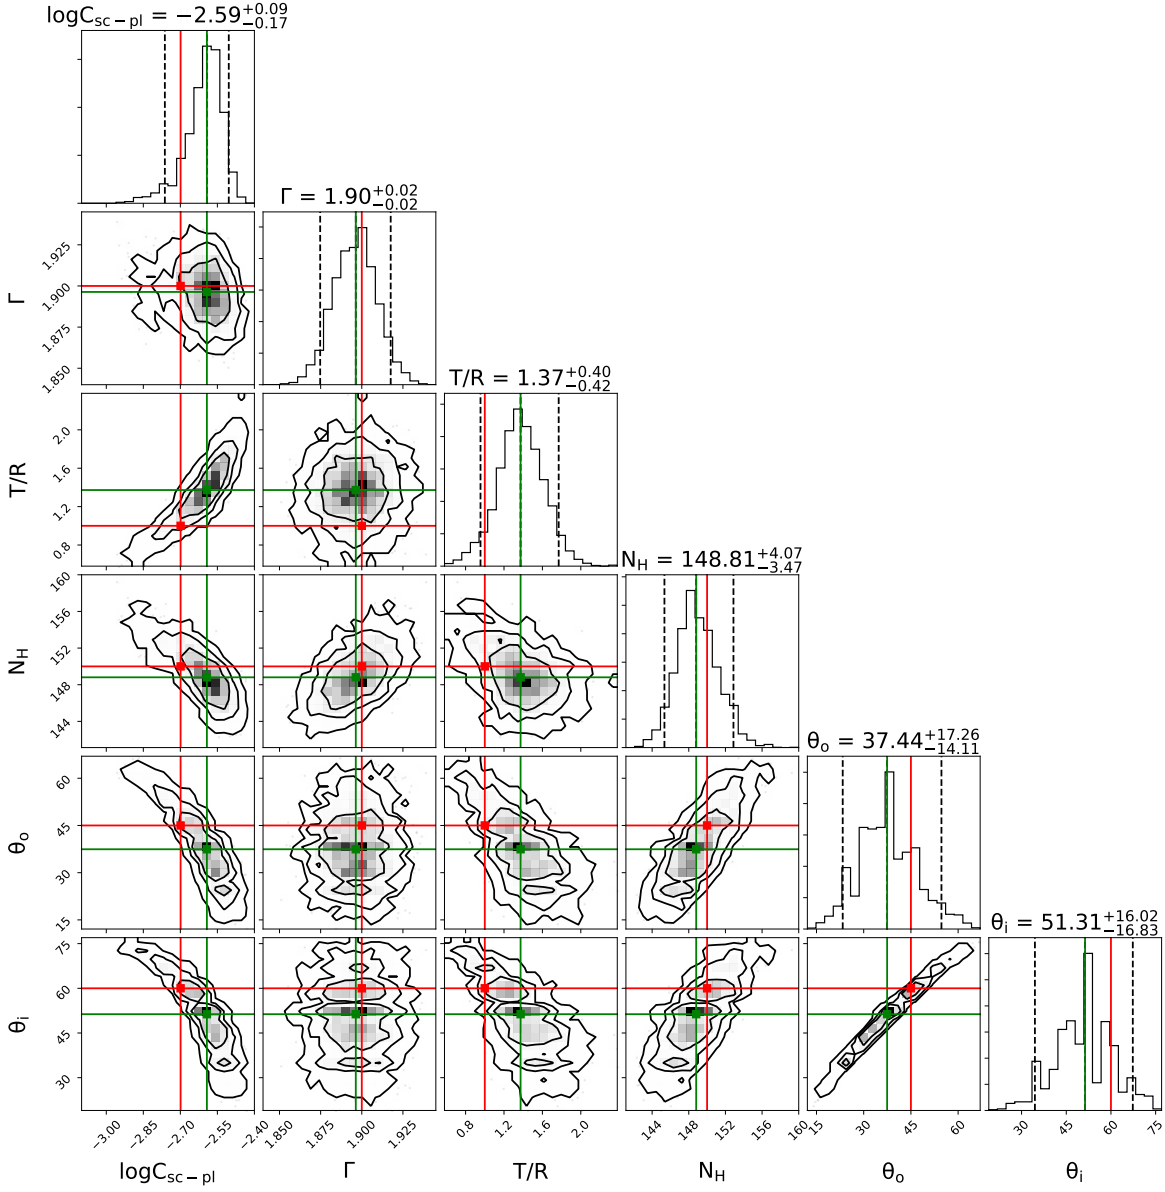 logC_{sc-pl} = −2.59^{+0.09}_{−0.17}
Γ = 1.90^{+0.02}_{−0.02}
1.925
1.900
1.875
1.850
Γ
T/R = 1.37^{+0.40}_{−0.42}
2.0
1.6
1.2
0.8
T/R
N_H = 148.81^{+4.07}_{−3.47}
160
156
152
148
144
N_H
θ_o = 37.44^{+17.26}_{−14.11}
60
45
30
15
θ_o
θ_i = 51.31^{+16.02}_{−16.83}
75
60
45
30
θ_i
−3.00 −2.85 −2.70 −2.55 −2.40 1.850 1.875 1.900 1.925 0.8 1.2 1.6 2.0 144 148 152 156 160 15 30 45 60 30 45 60 75
logC_{sc-pl} Γ T/R N_H θ_o θ_i